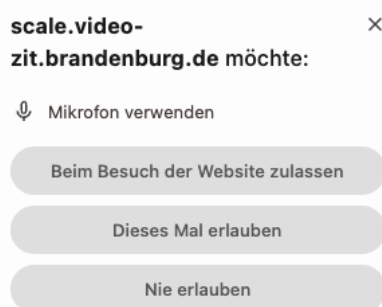 scale.video-
zit.brandenburg.de möchte:
Mikrofon verwenden
Beim Besuch der Website zulassen
Dieses Mal erlauben
Nie erlauben